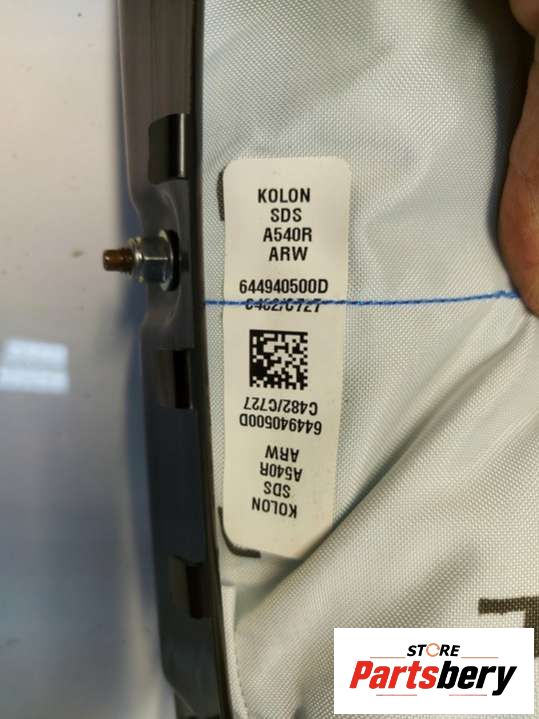 KOLON
SDS
A540R
ARW
644940500D
C482/C727
644940500D
C482/C727
ARW
A540R
SDS
KOLON
STORE
Partsbery